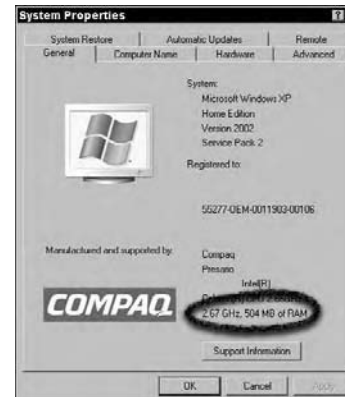 System Properties
System Restore Automatic Updates Remote
General Computer Name Hardware Advanced
System:
Microsoft Windows XP
Home Edition
Version 2002
Service Pack 2
Registered to:
55277-OEM-0011903-00106
Manufactured and supported by:
Compaq
Presario
Intel(R)
COMPAQ
2.67 GHz, 504 MB of RAM
Support Information
OK Cancel Apply